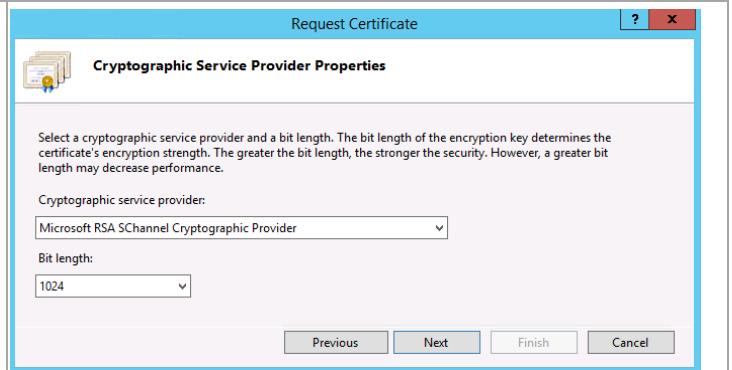 Request Certificate
? x
Cryptographic Service Provider Properties
Select a cryptographic service provider and a bit length. The bit length of the encryption key determines the
certificate's encryption strength. The greater the bit length, the stronger the security. However, a greater bit
length may decrease performance.
Cryptographic service provider:
Microsoft RSA SChannel Cryptographic Provider
Bit length:
1024
Previous Next Finish Cancel